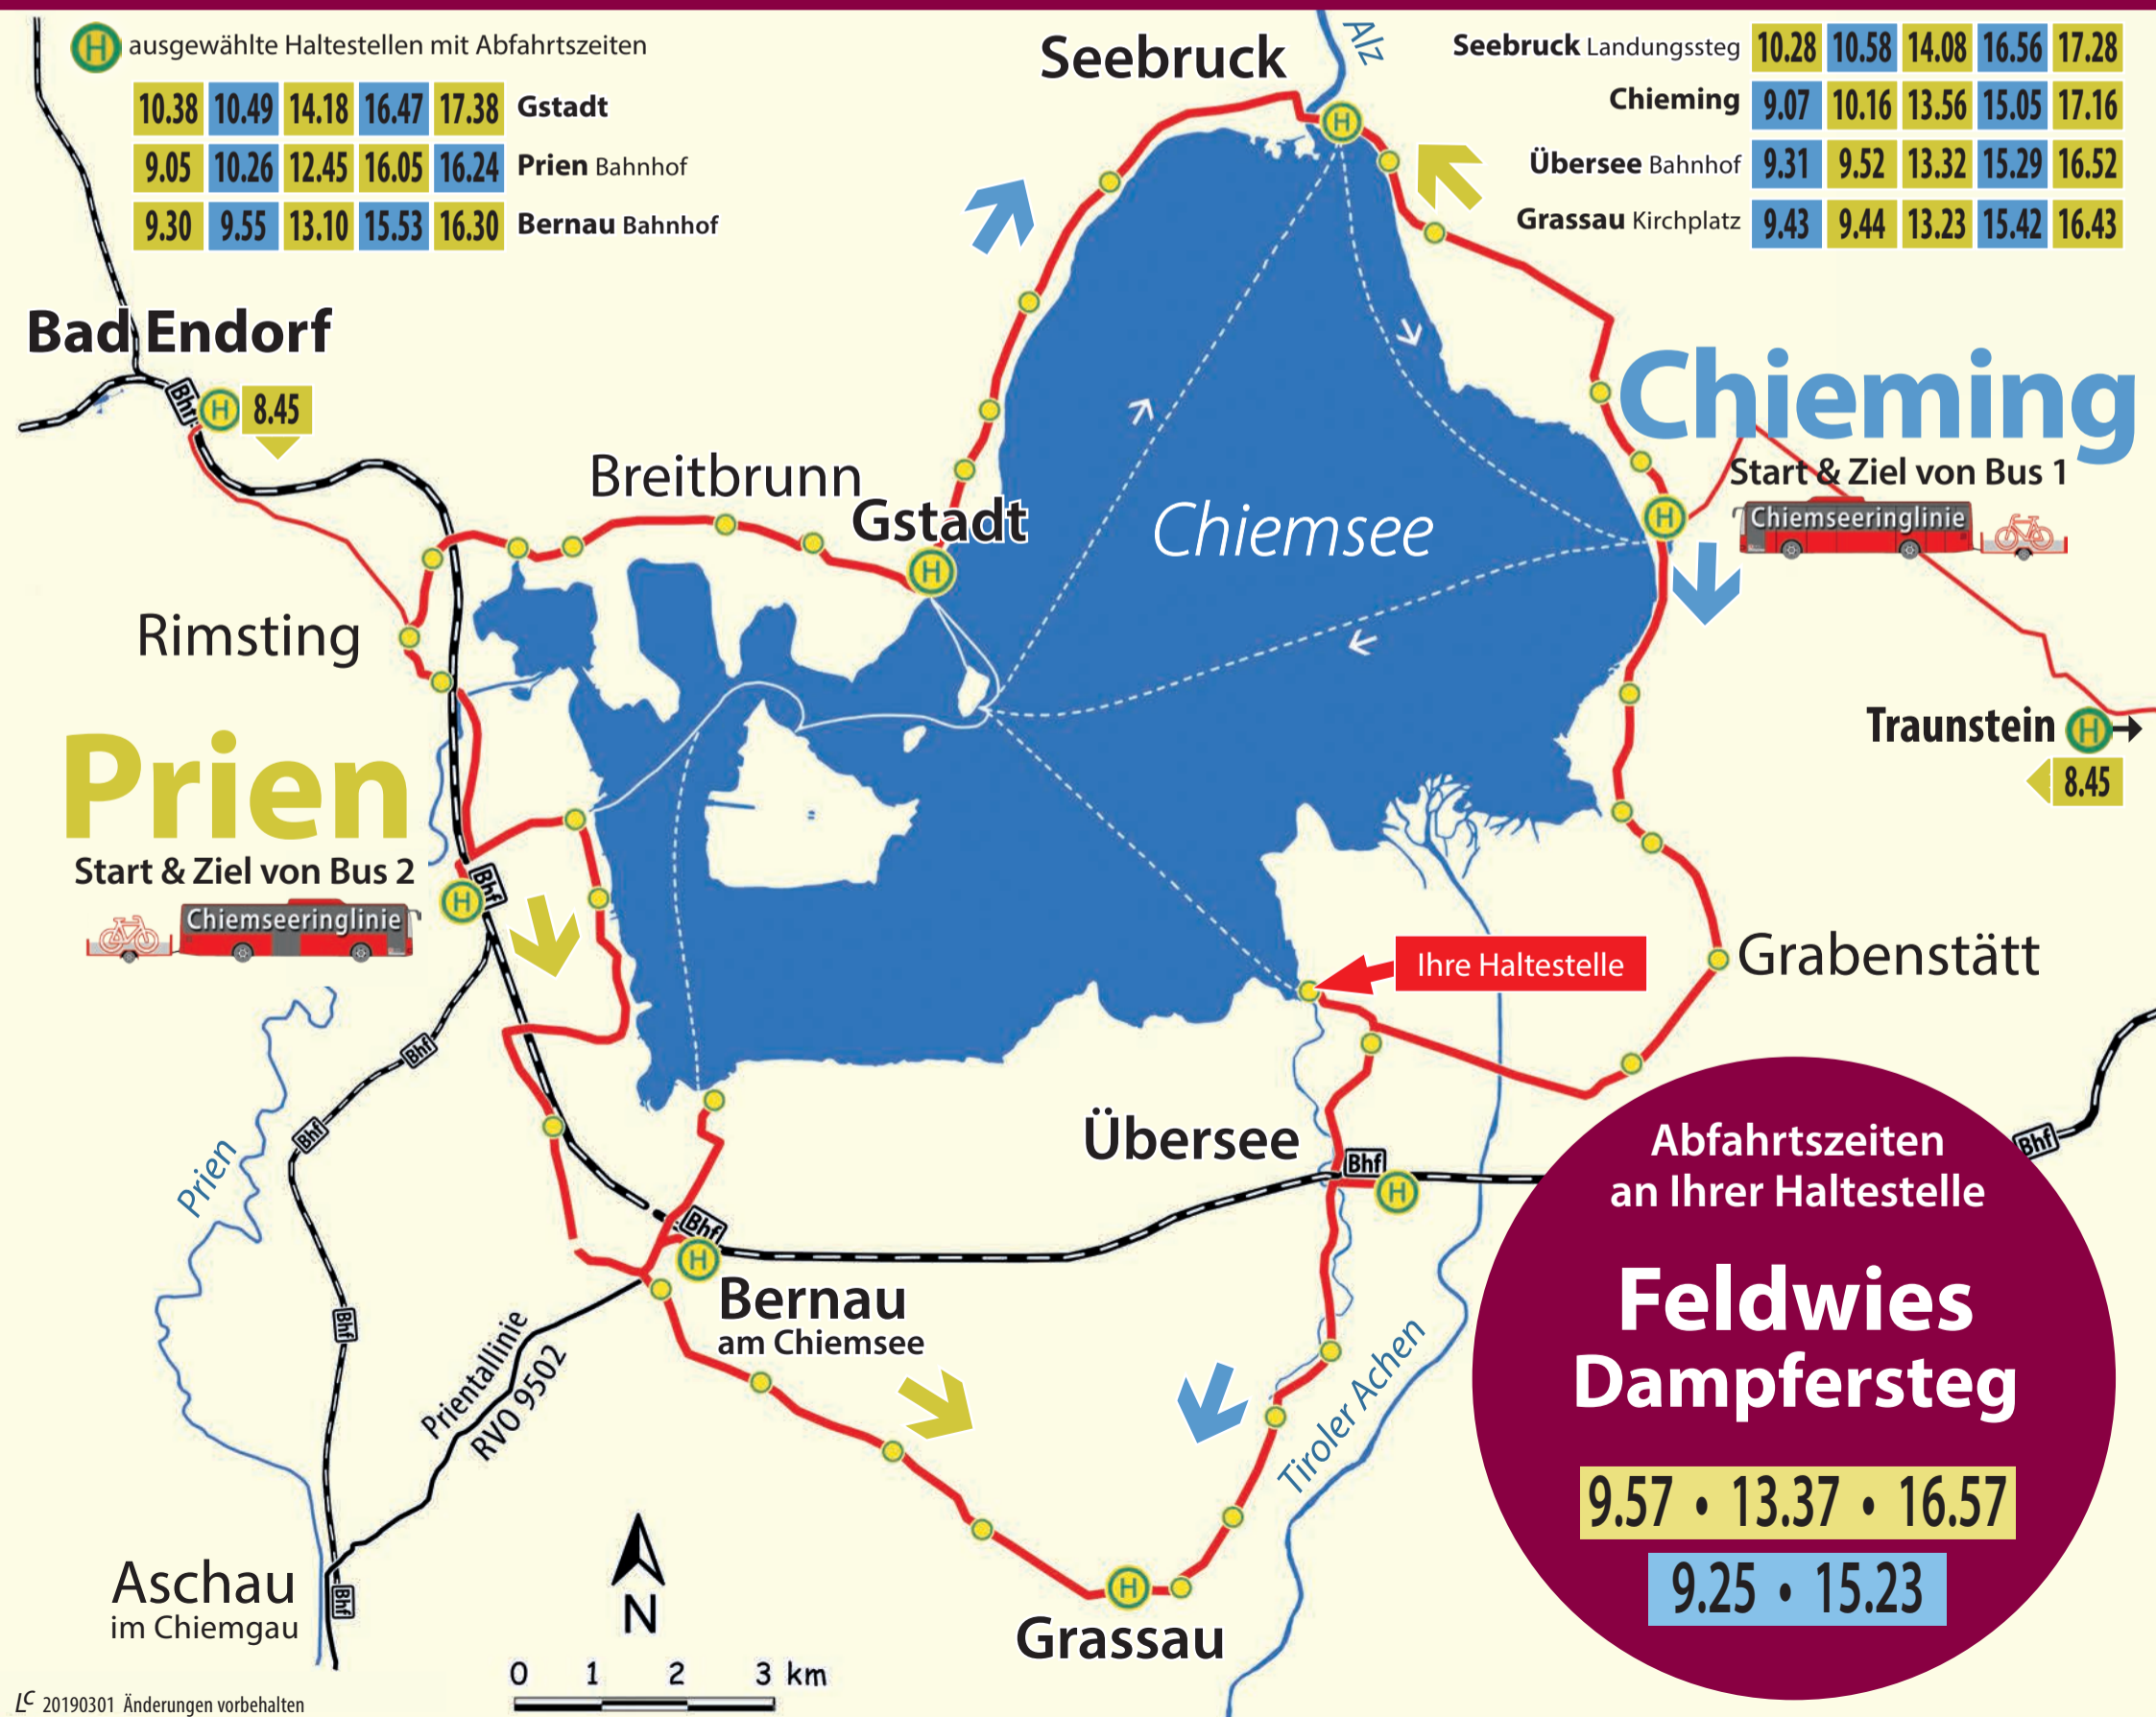 H ausgewählte Haltestellen mit Abfahrtszeiten
10.38 10.49 14.18 16.47 17.38 Gstadt
9.05 10.26 12.45 16.05 16.24 Prien Bahnhof
9.30 9.55 13.10 15.53 16.30 Bernau Bahnhof
Seebruck Landungssteg 10.28 10.58 14.08 16.56 17.28
Chieming 9.07 10.16 13.56 15.05 17.16
Übersee Bahnhof 9.31 9.52 13.32 15.29 16.52
Grassau Kirchplatz 9.43 9.44 13.23 15.42 16.43
Seebruck
Alz
H
Bad Endorf
Bhf
H 8.45
Breitbrunn
Gstadt
H
Chiemsee
Chieming
Start & Ziel von Bus 1
Chiemseeringlinie
H
Rimsting
Traunstein H
8.45
Prien
Start & Ziel von Bus 2
Chiemseeringlinie
Bhf
H
Ihre Haltestelle
Grabenstätt
Bhf
Bhf
Prien
Übersee
Bhf
H
Bhf
Bhf
H
Bernau
am Chiemsee
Bhf
Prientallinie
RVO 9502
Tiroler Achen
Abfahrtszeiten
an Ihrer Haltestelle
Feldwies
Dampfersteg
9.57 • 13.37 • 16.57
9.25 • 15.23
Aschau
im Chiemgau
Bhf
N
H
Grassau
0 1 2 3 km
LC 20190301 Änderungen vorbehalten